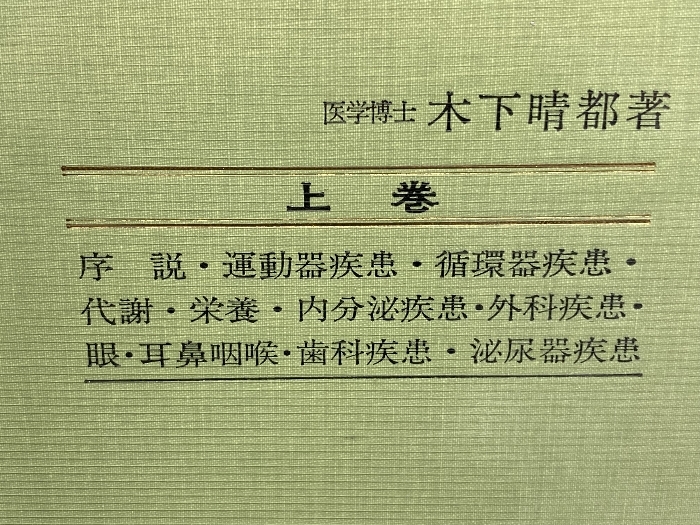 医学博士 木下晴都著
上巻
序説・運動器疾患・循環器疾患・
代謝・栄養・内分泌疾患・外科疾患・
眼・耳鼻咽喉・歯科疾患・泌尿器疾患